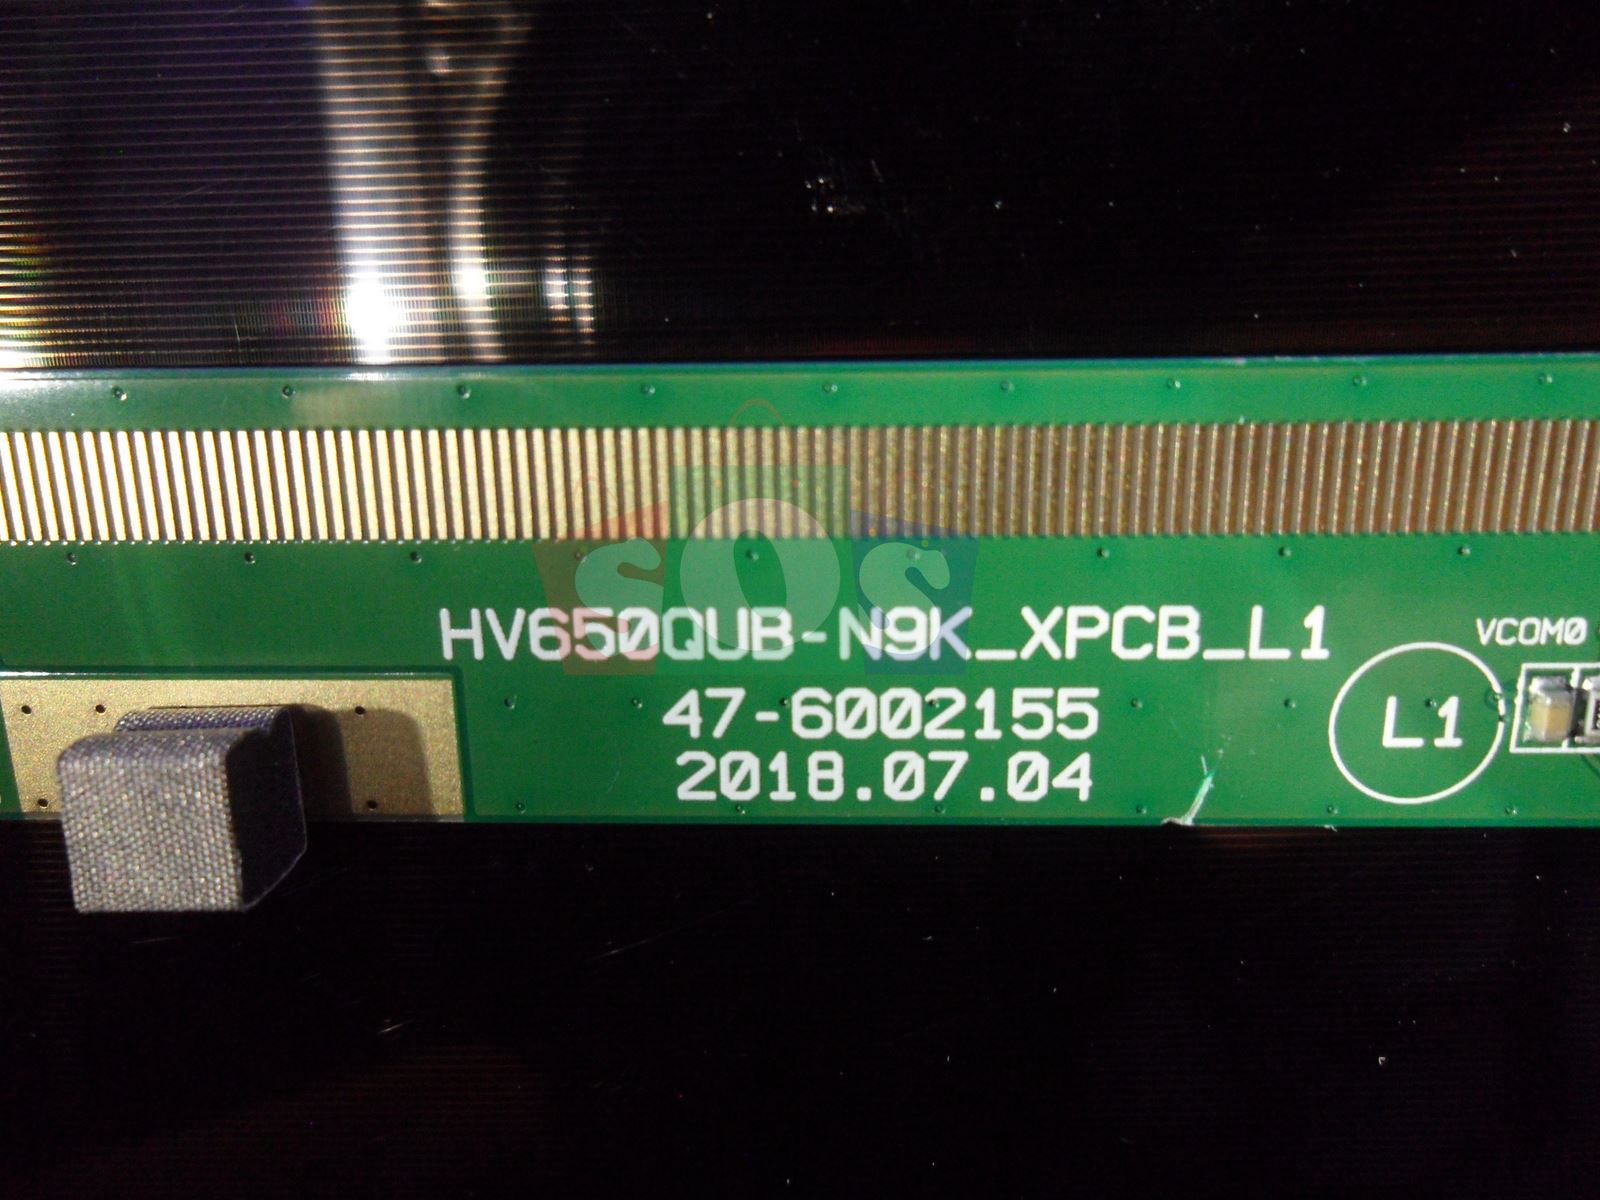 sOs
HV650QUB-N9K_XPCB_L1
VCOM0
47-6002155
L1
2018.07.04